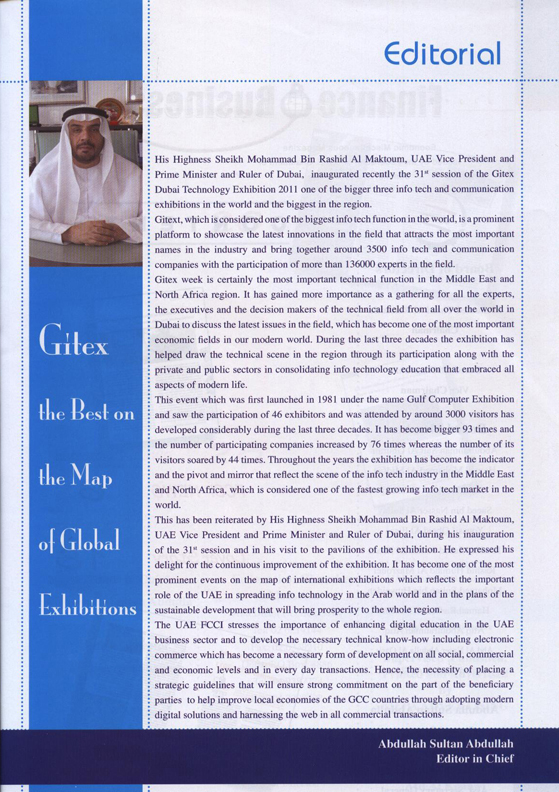 Editorial
Gitex
the Best on
the Map
of Global
Exhibitions
His Highness Sheikh Mohammad Bin Rashid Al Maktoum, UAE Vice President and
Prime Minister and Ruler of Dubai, inaugurated recently the 31st session of the Gitex
Dubai Technology Exhibition 2011 one of the bigger three info tech and communication
exhibitions in the world and the biggest in the region.
Gitext, which is considered one of the biggest info tech function in the world, is a prominent
platform to showcase the latest innovations in the field that attracts the most important
names in the industry and bring together around 3500 info tech and communication
companies with the participation of more than 136000 experts in the field.
Gitex week is certainly the most important technical function in the Middle East and
North Africa region. It has gained more importance as a gathering for all the experts,
the executives and the decision makers of the technical field from all over the world in
Dubai to discuss the latest issues in the field, which has become one of the most important
economic fields in our modern world. During the last three decades the exhibition has
helped draw the technical scene in the region through its participation along with the
private and public sectors in consolidating info technology education that embraced all
aspects of modern life.
This event which was first launched in 1981 under the name Gulf Computer Exhibition
and saw the participation of 46 exhibitors and was attended by around 3000 visitors has
developed considerably during the last three decades. It has become bigger 93 times and
the number of participating companies increased by 76 times whereas the number of its
visitors soared by 44 times. Throughout the years the exhibition has become the indicator
and the pivot and mirror that reflect the scene of the info tech industry in the Middle East
and North Africa, which is considered one of the fastest growing info tech market in the
world.
This has been reiterated by His Highness Sheikh Mohammad Bin Rashid Al Maktoum,
UAE Vice President and Prime Minister and Ruler of Dubai, during his inauguration
of the 31st session and in his visit to the pavilions of the exhibition. He expressed his
delight for the continuous improvement of the exhibition. It has become one of the most
prominent events on the map of international exhibitions which reflects the important
role of the UAE in spreading info technology in the Arab world and in the plans of the
sustainable development that will bring prosperity to the whole region.
The UAE FCCI stresses the importance of enhancing digital education in the UAE
business sector and to develop the necessary technical know-how including electronic
commerce which has become a necessary form of development on all social, commercial
and economic levels and in every day transactions. Hence, the necessity of placing a
strategic guidelines that will ensure strong commitment on the part of the beneficiary
parties to help improve local economies of the GCC countries through adopting modern
digital solutions and harnessing the web in all commercial transactions.
Abdullah Sultan Abdullah
Editor in Chief